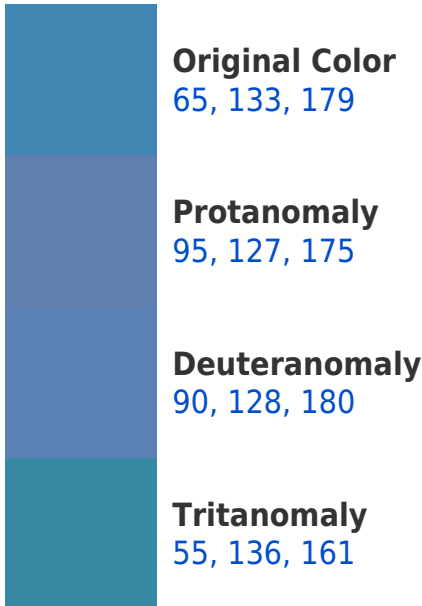 Original Color
65, 133, 179
Protanomaly
95, 127, 175
Deuteranomaly
90, 128, 180
Tritanomaly
55, 136, 161